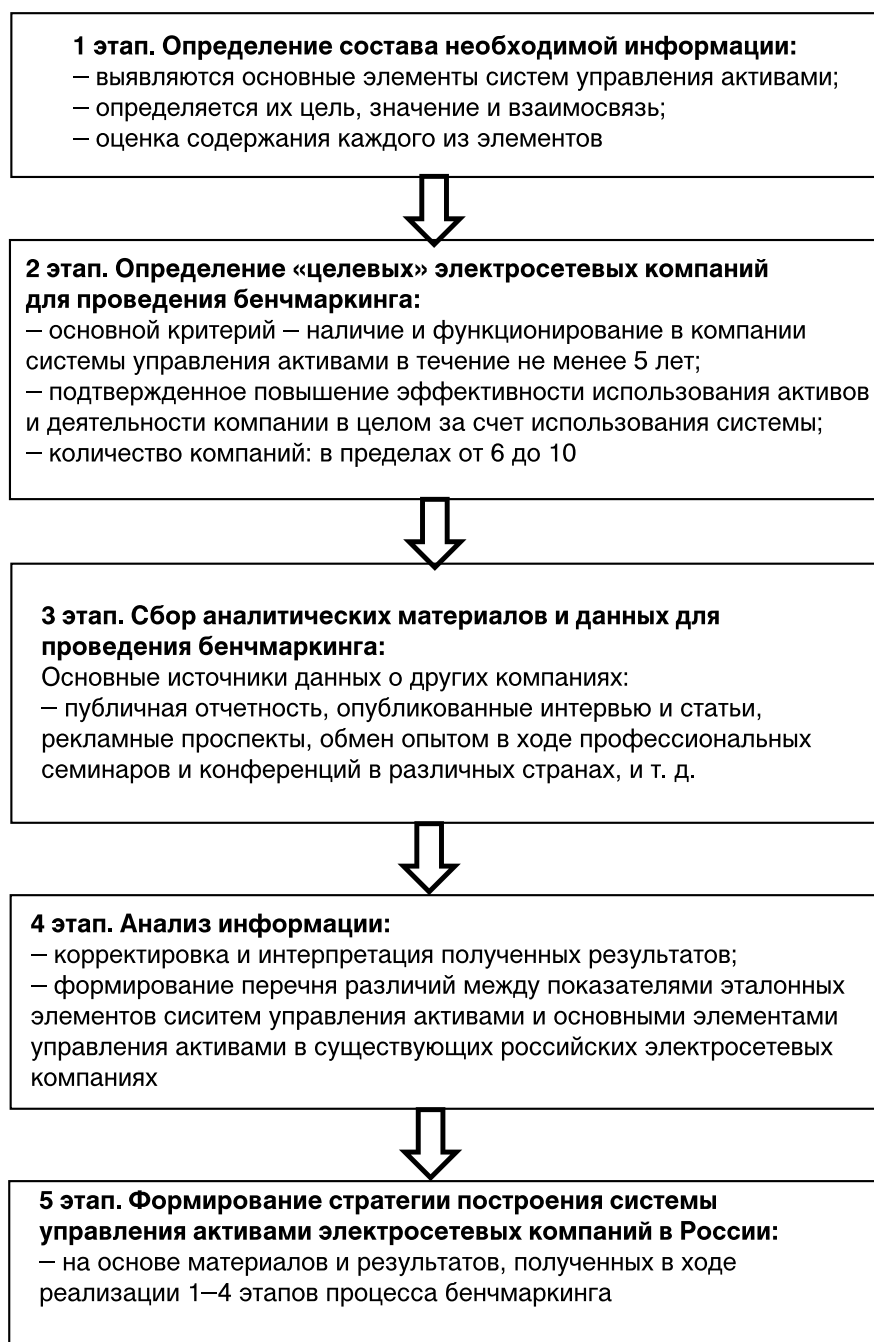 1 этап. Определение состава необходимой информации:
– выявляются основные элементы систем управления активами;
– определяется их цель, значение и взаимосвязь;
– оценка содержания каждого из элементов
2 этап. Определение «целевых» электросетевых компаний
для проведения бенчмаркинга:
– основной критерий – наличие и функционирование в компании
системы управления активами в течение не менее 5 лет;
– подтвержденное повышение эффективности использования активов
и деятельности компании в целом за счет использования системы;
– количество компаний: в пределах от 6 до 10
3 этап. Сбор аналитических материалов и данных для
проведения бенчмаркинга:
Основные источники данных о других компаниях:
– публичная отчетность, опубликованные интервью и статьи,
рекламные проспекты, обмен опытом в ходе профессиональных
семинаров и конференций в различных странах, и т. д.
4 этап. Анализ информации:
– корректировка и интерпретация полученных результатов;
– формирование перечня различий между показателями эталонных
элементов сиситем управления активами и основными элементами
управления активами в существующих российских электросетевых
компаниях
5 этап. Формирование стратегии построения системы
управления активами электросетевых компаний в России:
– на основе материалов и результатов, полученных в ходе
реализации 1–4 этапов процесса бенчмаркинга